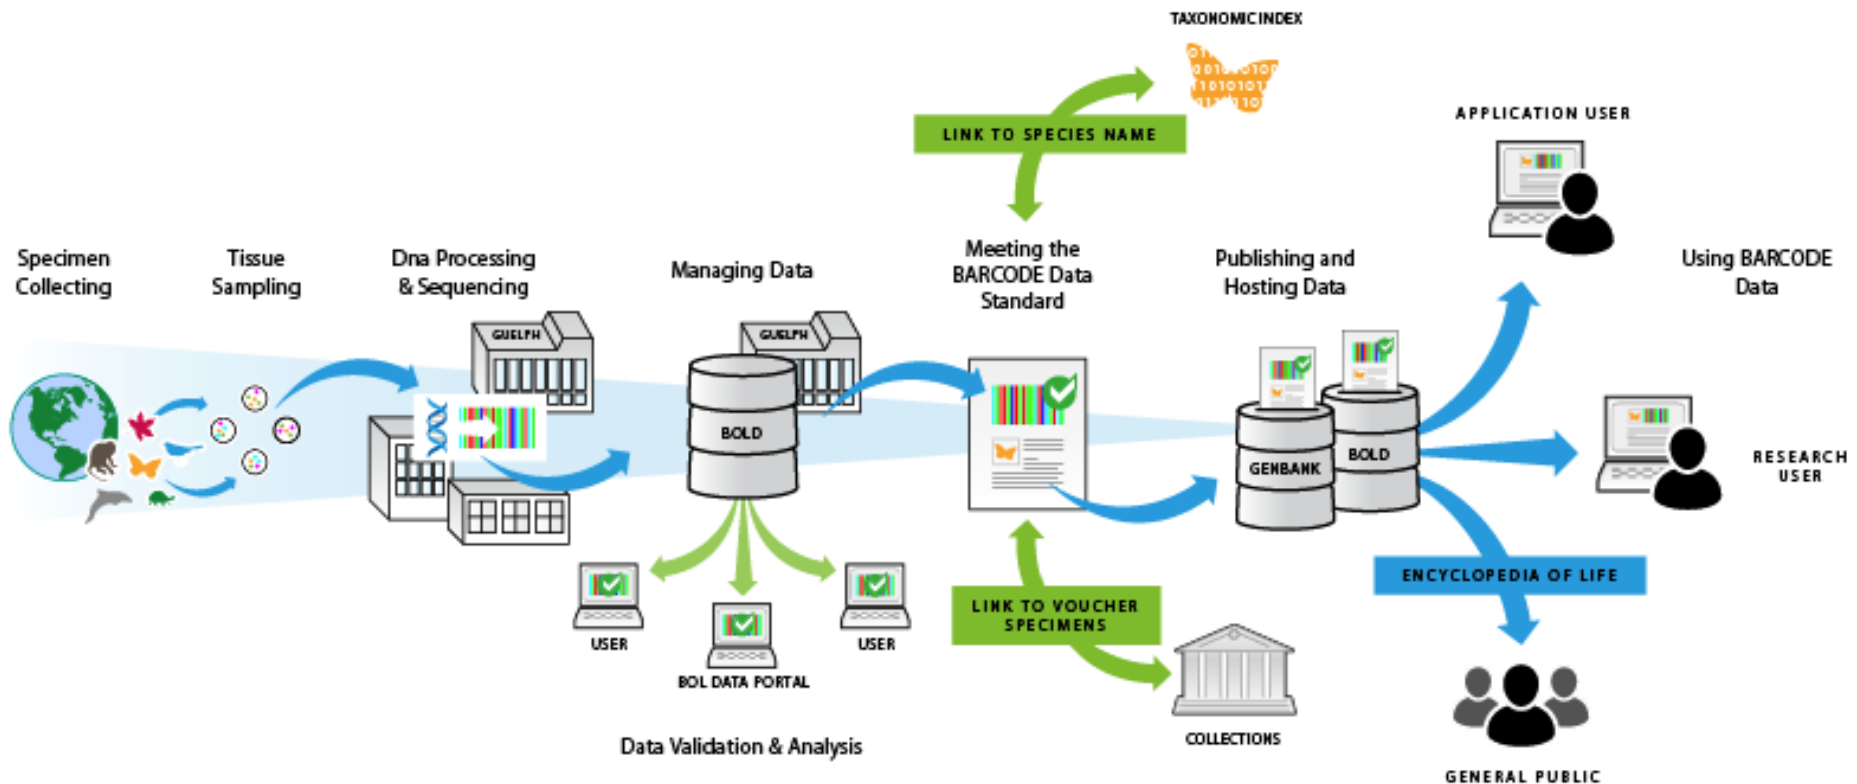 TAXONOMIC INDEX
LINK TO SPECIES NAME
APPLICATION USER
Specimen
Collecting
Tissue
Sampling
Dna Processing
& Sequencing
Managing Data
Meeting the
BARCODE Data
Standard
Publishing and
Hosting Data
Using BARCODE
Data
GUELPH
GUELPH
BOLD
GENBANK
BOLD
RESEARCH
USER
USER
BOL DATA PORTAL
USER
Data Validation & Analysis
LINK TO VOUCHER
SPECIMENS
COLLECTIONS
ENCYCLOPEDIA OF LIFE
GENERAL PUBLIC